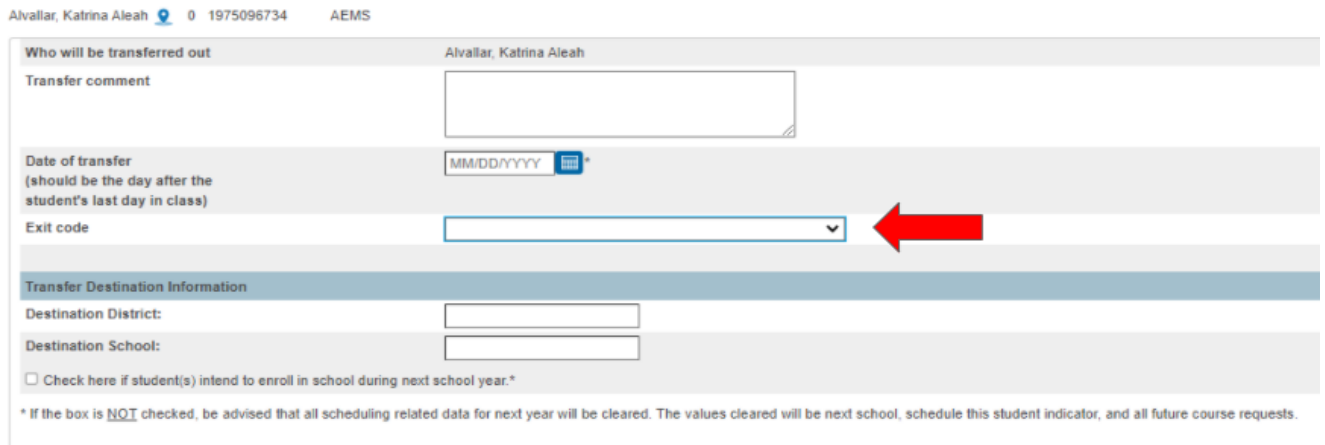 Alvallar, Katrina Aleah 0 1975096734 AEMS
Who will be transferred out Alvallar, Katrina Aleah
Transfer comment
Date of transfer MM/DD/YYYY *
(should be the day after the
student's last day in class)
Exit code
Transfer Destination Information
Destination District:
Destination School:
Check here if student(s) intend to enroll in school during next school year.*
* If the box is NOT checked, be advised that all scheduling related data for next year will be cleared. The values cleared will be next school, schedule this student indicator, and all future course requests.